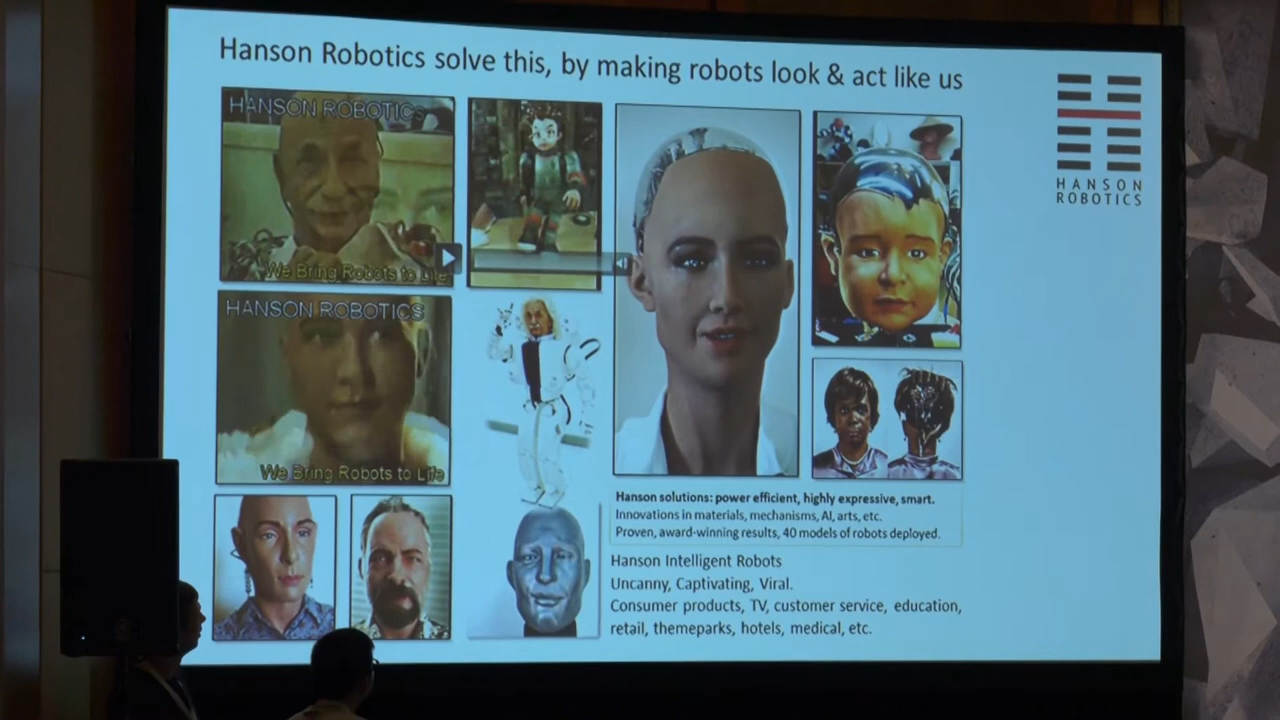 Hanson Robotics solve this, by making robots look & act like us
HANSON ROBOTICS
We Bring Robots to Life
HANSON ROBOTICS
We Bring Robots to Life
HANSON
ROBOTICS
Hanson solutions: power efficient, highly expressive, smart.
Innovations in materials, mechanisms, AI, arts, etc.
Proven, award-winning results, 40 models of robots deployed.
Hanson Intelligent Robots
Uncanny, Captivating, Viral.
Consumer products, TV, customer service, education,
retail, themeparks, hotels, medical, etc.